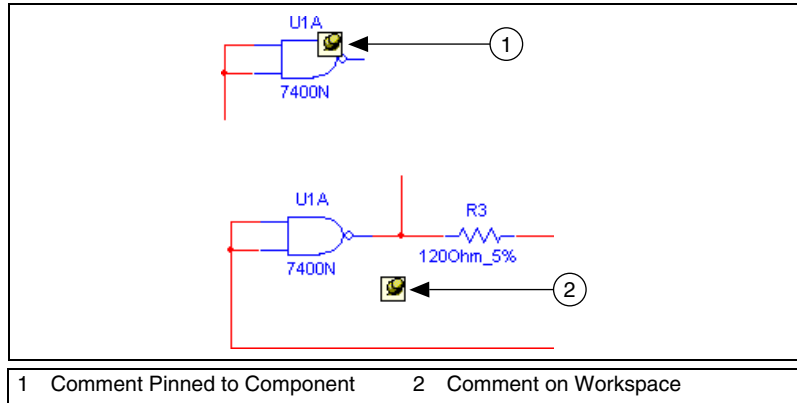 U1A
1
7400N
U1A
R3
7400N
120Ohm_5%
2
1 Comment Pinned to Component 2 Comment on Workspace